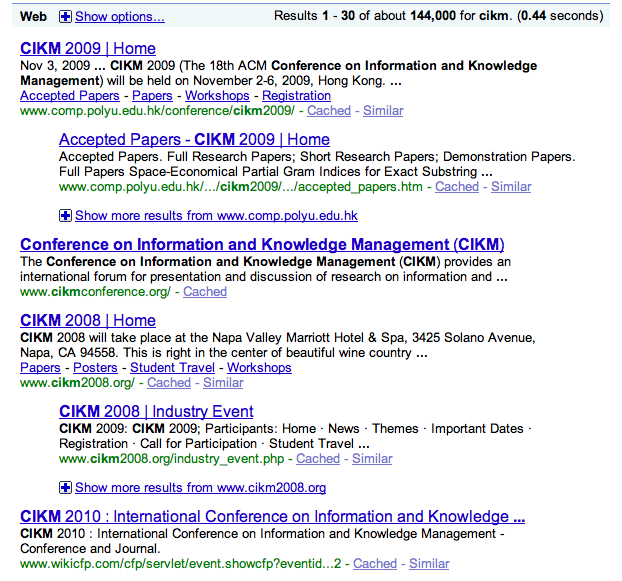 Web Show options... Results 1 - 30 of about 144,000 for cikm. (0.44 seconds)
CIKM 2009 | Home
Nov 3, 2009 ... CIKM 2009 (The 18th ACM Conference on Information and Knowledge
Management) will be held on November 2-6, 2009, Hong Kong. ...
Accepted Papers - Papers - Workshops - Registration
www.comp.polyu.edu.hk/conference/cikm2009/ - Cached - Similar
Accepted Papers - CIKM 2009 | Home
Accepted Papers. Full Research Papers; Short Research Papers; Demonstration Papers.
Full Papers Space-Economical Partial Gram Indices for Exact Substring ...
www.comp.polyu.edu.hk/.../cikm2009/.../accepted_papers.htm - Cached - Similar
Show more results from www.comp.polyu.edu.hk
Conference on Information and Knowledge Management (CIKM)
The Conference on Information and Knowledge Management (CIKM) provides an
international forum for presentation and discussion of research on information and ...
www.cikmconference.org/ - Cached
CIKM 2008 | Home
CIKM 2008 will take place at the Napa Valley Marriott Hotel & Spa, 3425 Solano Avenue,
Napa, CA 94558. This is right in the center of beautiful wine country ...
Papers - Posters - Student Travel - Workshops
www.cikm2008.org/ - Cached - Similar
CIKM 2008 | Industry Event
CIKM 2009: CIKM 2009; Participants: Home · News · Themes · Important Dates ·
Registration · Call for Participation · Student Travel ...
www.cikm2008.org/industry_event.php - Cached - Similar
Show more results from www.cikm2008.org
CIKM 2010 : International Conference on Information and Knowledge ...
CIKM 2010 : International Conference on Information and Knowledge Management -
Conference and Journal.
www.wikicfp.com/cfp/servlet/event.showcfp?eventid...2 - Cached - Similar